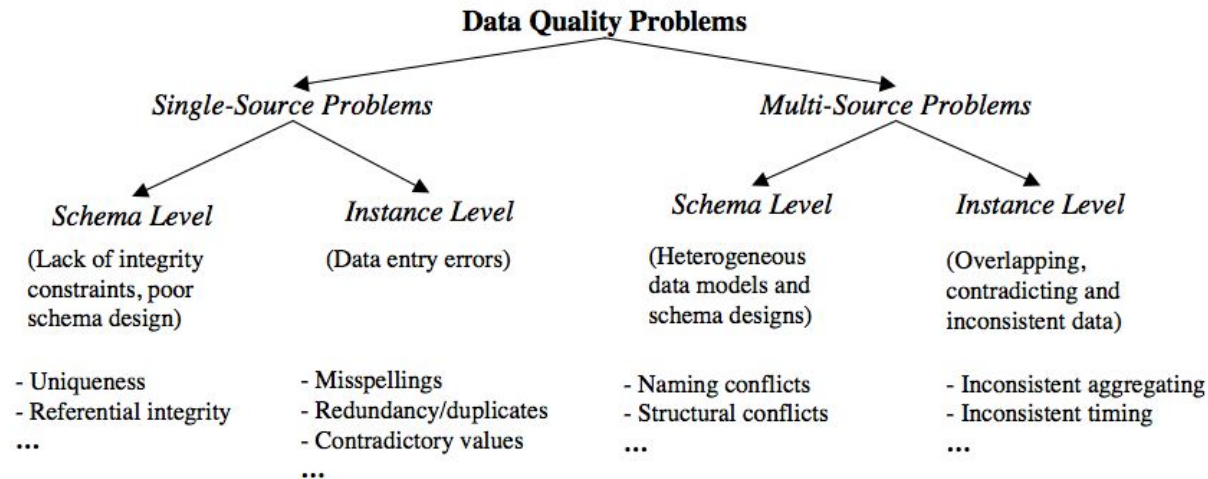 Data Quality Problems
Single-Source Problems
Multi-Source Problems
Schema Level
(Lack of integrity
constraints, poor
schema design)
- Uniqueness
- Referential integrity
...
Instance Level
(Data entry errors)
- Misspellings
- Redundancy/duplicates
- Contradictory values
...
Schema Level
(Heterogeneous
data models and
schema designs)
- Naming conflicts
- Structural conflicts
...
Instance Level
(Overlapping,
contradicting and
inconsistent data)
- Inconsistent aggregating
- Inconsistent timing
...